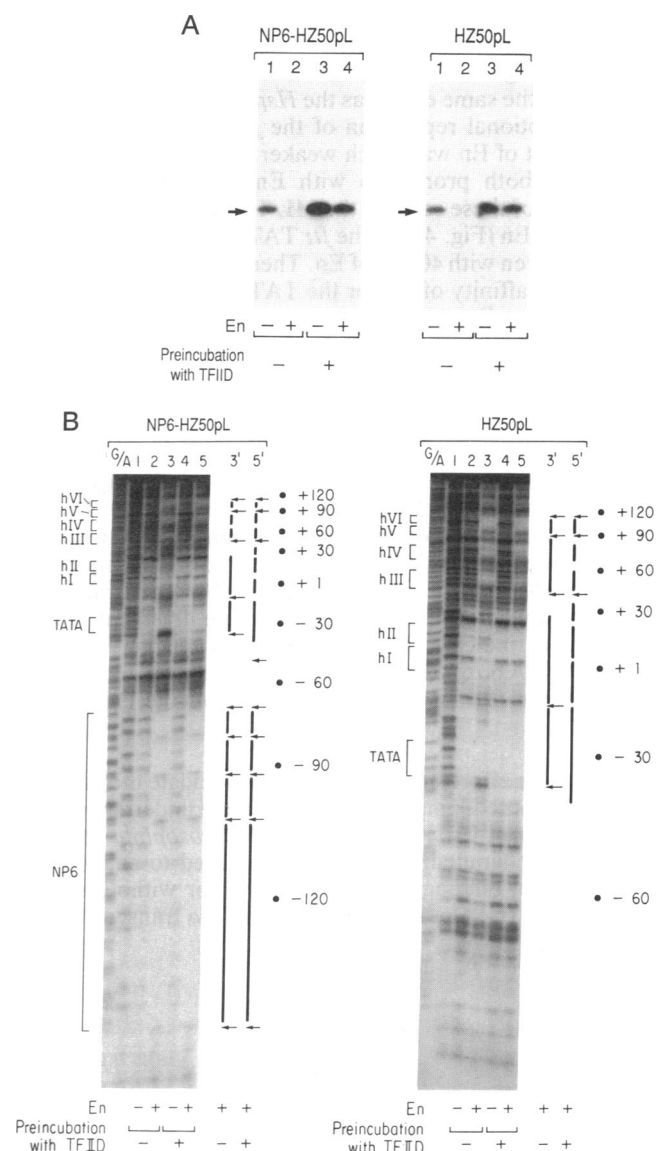 A
NP6-HZ50pL
HZ50pL
1 2 3 4
1 2 3 4
En − + − +
− + − +
Preincubation
with TFIID
− +
− +
B
NP6-HZ50pL
HZ50pL
G/A 1 2 3 4 5 3' 5'
G/A 1 2 3 4 5 3' 5'
hVI
hV
hIV
hIII
hII
hI
TATA
NP6
+120
+90
+60
+30
+1
−30
−60
−90
−120
hVI
hV
hIV
hIII
hII
hI
TATA
+120
+90
+60
+30
+1
−30
−60
En − + − + + +
Preincubation
with TFIID
− + − +
En − + − + + +
Preincubation
with TFIID
− + − +